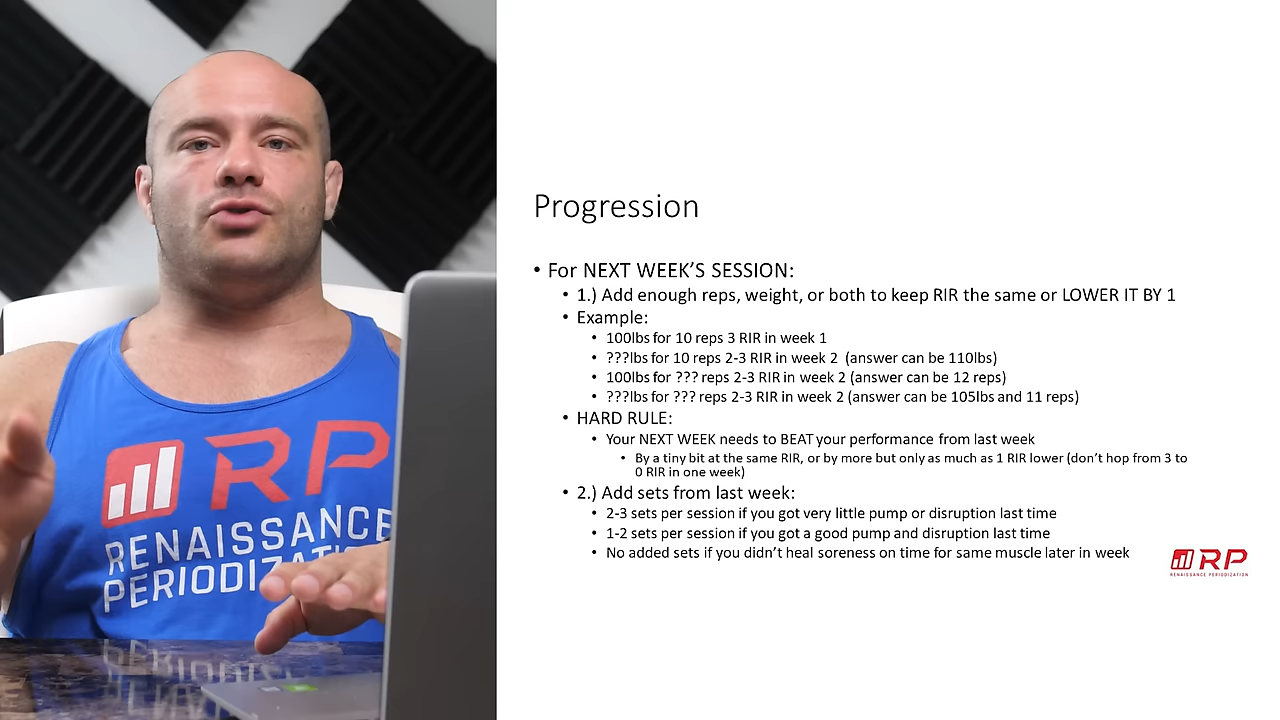 RP
RENAISSANCE
PERIODIZATI
Progression
• For NEXT WEEK'S SESSION:
• 1.) Add enough reps, weight, or both to keep RIR the same or LOWER IT BY 1
• Example:
• 100lbs for 10 reps 3 RIR in week 1
• ???lbs for 10 reps 2-3 RIR in week 2 (answer can be 110lbs)
• 100lbs for ??? reps 2-3 RIR in week 2 (answer can be 12 reps)
• ???lbs for ??? reps 2-3 RIR in week 2 (answer can be 105lbs and 11 reps)
• HARD RULE:
• Your NEXT WEEK needs to BEAT your performance from last week
• By a tiny bit at the same RIR, or by more but only as much as 1 RIR lower (don't hop from 3 to
0 RIR in one week)
• 2.) Add sets from last week:
• 2-3 sets per session if you got very little pump or disruption last time
• 1-2 sets per session if you got a good pump and disruption last time
• No added sets if you didn't heal soreness on time for same muscle later in week
RP
RENAISSANCE PERIODIZATION